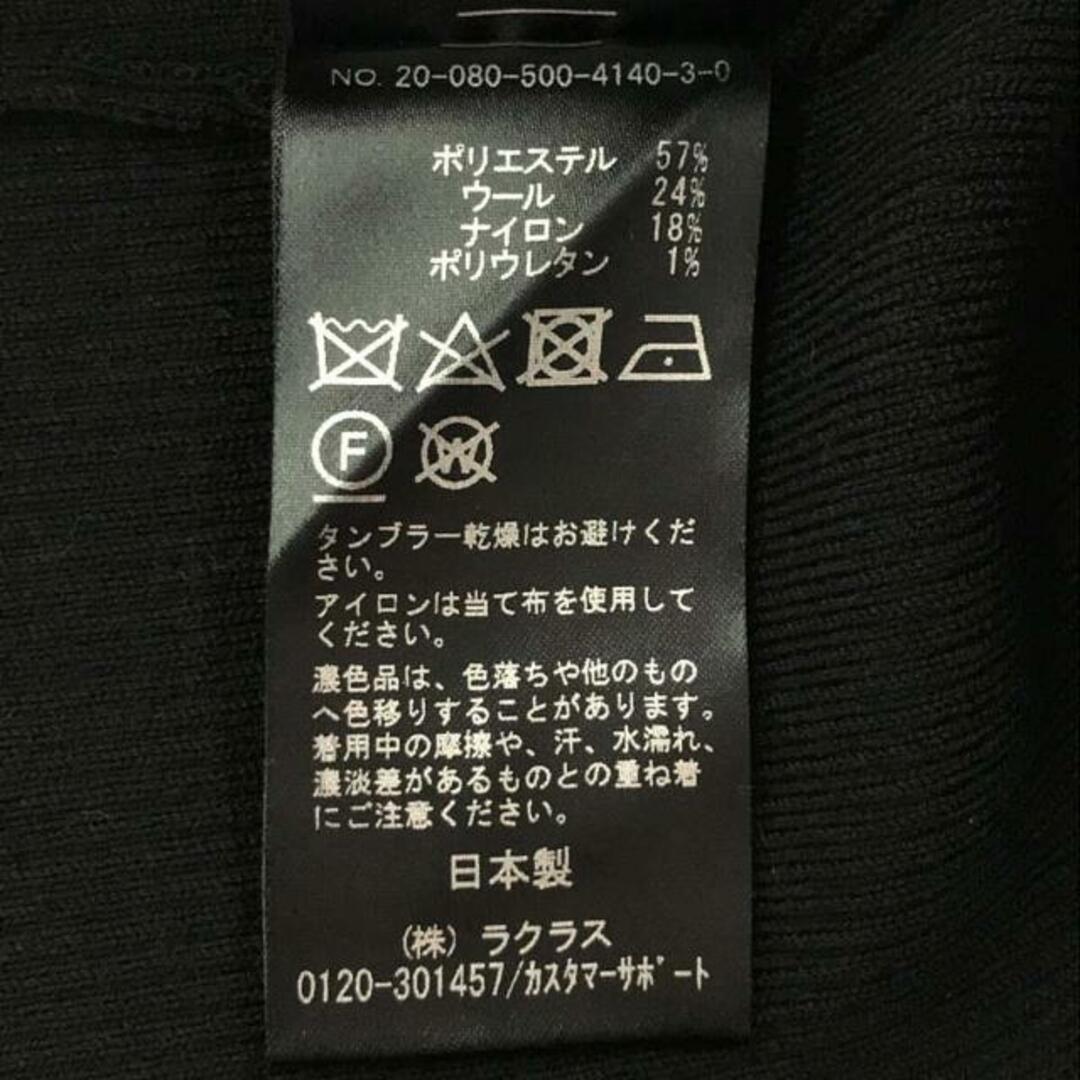 NO. 20-080-500-4140-3-0
ポリエステル 57%
ウール 24%
ナイロン 18%
ポリウレタン 1%
F W
タンブラー乾燥はお避けくだ
さい。
アイロンは当て布を使用して
ください。
濃色品は、色落ちや他のもの
へ色移りすることがあります。
着用中の摩擦や、汗、水濡れ、
濃淡差があるものとの重ね着
にご注意ください。
日本製
(株) ラクラス
0120-301457/ｶｽﾀﾏｰｻﾎﾟｰﾄ